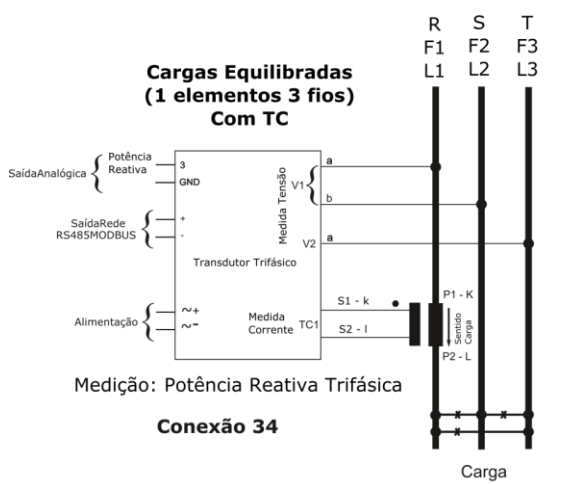 R S T
F1 F2 F3
L1 L2 L3
Cargas Equilibradas
(1 elementos 3 fios)
Com TC
SaídaAnalógica
Potência
Reativa
3
GND
SaídaRede
RS485MODBUS
+
-
Alimentação
~+
~-
Medida Tensão
V1
a
b
V2
a
Transdutor Trifásico
Medida
Corrente
TC1
S1 - k
S2 - l
P1 - K
Sentido
Carga
P2 - L
Medição: Potência Reativa Trifásica
Conexão 34
Carga